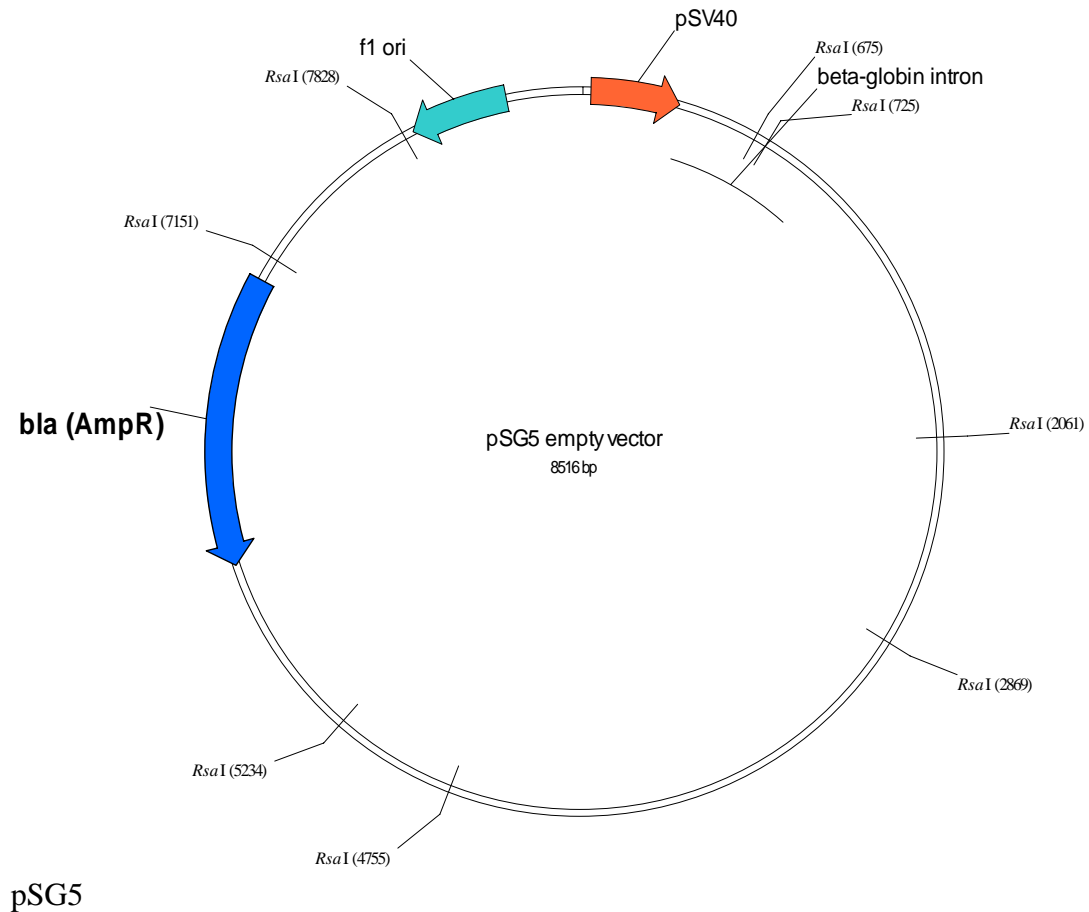 pSV40
f1 ori
RsaI (675)
RsaI (7828)
beta-globin intron
RsaI (725)
RsaI (7151)
bla (AmpR)
RsaI (2061)
pSG5 empty vector
8516 bp
RsaI (2869)
RsaI (5234)
RsaI (4755)
pSG5